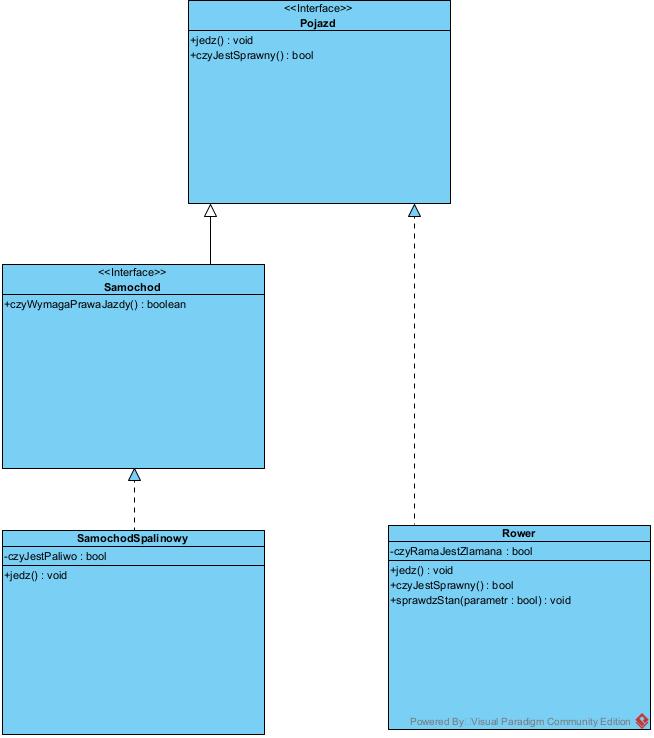 <<Interface>>
Pojazd
+jedz() : void
+czyJestSprawny() : bool
<<Interface>>
Samochod
+czyWymagaPrawaJazdy() : boolean
SamochodSpalinowy
-czyJestPaliwo : bool
+jedz() : void
Rower
-czyRamaJestZlamana : bool
+jedz() : void
+czyJestSprawny() : bool
+sprawdzStan(parametr : bool) : void
Powered By: Visual Paradigm Community Edition